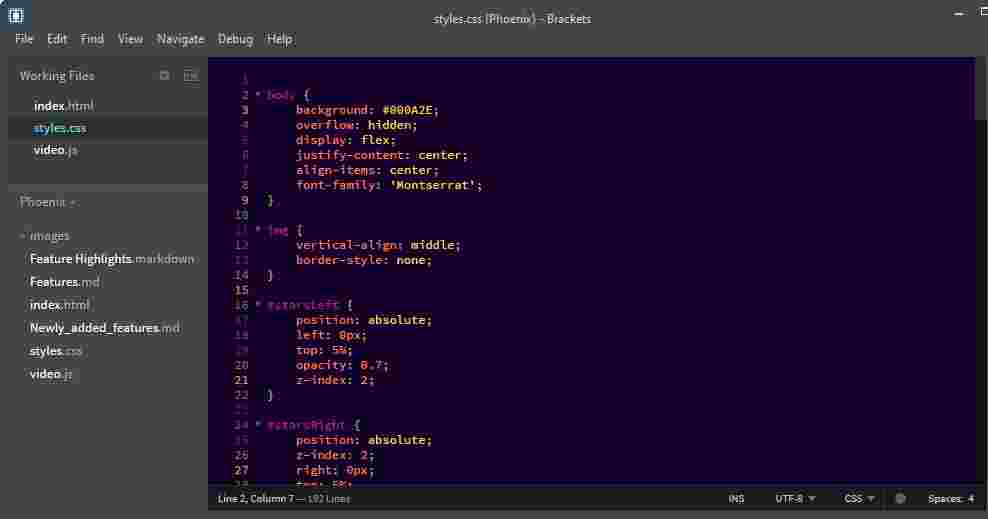 styles.css (Phoenix) - Brackets
File Edit Find View Navigate Debug Help
Working Files
index.html
styles.css
video.js
Phoenix
images
Feature Highlights.markdown
Features.md
index.html
Newly_added_features.md
styles.css
video.js
1
2 body {
3 background: #000A2E;
4 overflow: hidden;
5 display: flex;
6 justify-content: center;
7 align-items: center;
8 font-family: 'Montserrat';
9 }
10
11 img {
12 vertical-align: middle;
13 border-style: none;
14 }
15
16 #starsLeft {
17 position: absolute;
18 left: 0px;
19 top: 5%;
20 opacity: 0.7;
21 z-index: 2;
22 }
23
24 #starsRight {
25 position: absolute;
26 z-index: 2;
27 right: 0px;
28 top: 5%;
Line 2, Column 7 — 192 Lines INS UTF-8 CSS Spaces: 4